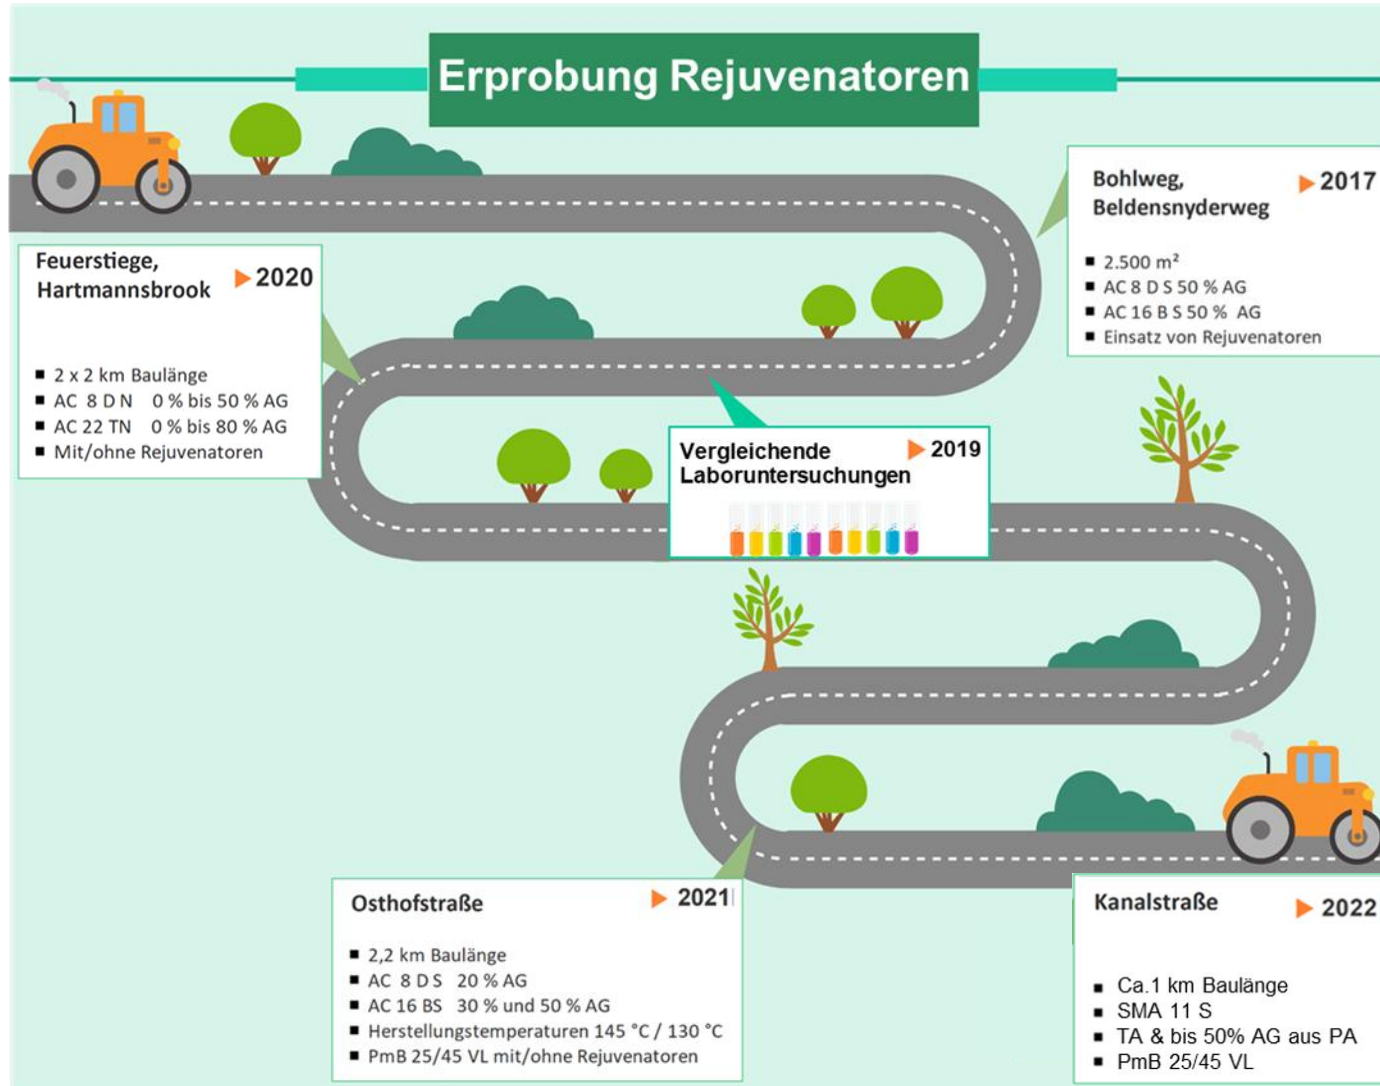 Erprobung Rejuvenatoren
Bohlweg,
Beldensnyderweg
2017
2.500 m²
AC 8 D S 50 % AG
AC 16 B S 50 % AG
Einsatz von Rejuvenatoren
Feuerstiege,
Hartmannsbrook
2020
2 x 2 km Baulänge
AC 8 D N 0 % bis 50 % AG
AC 22 TN 0 % bis 80 % AG
Mit/ohne Rejuvenatoren
Vergleichende
Laboruntersuchungen
2019
Osthofstraße
2021
2,2 km Baulänge
AC 8 D S 20 % AG
AC 16 BS 30 % und 50 % AG
Herstellungstemperaturen 145 °C / 130 °C
PmB 25/45 VL mit/ohne Rejuvenatoren
Kanalstraße
2022
Ca.1 km Baulänge
SMA 11 S
TA & bis 50% AG aus PA
PmB 25/45 VL